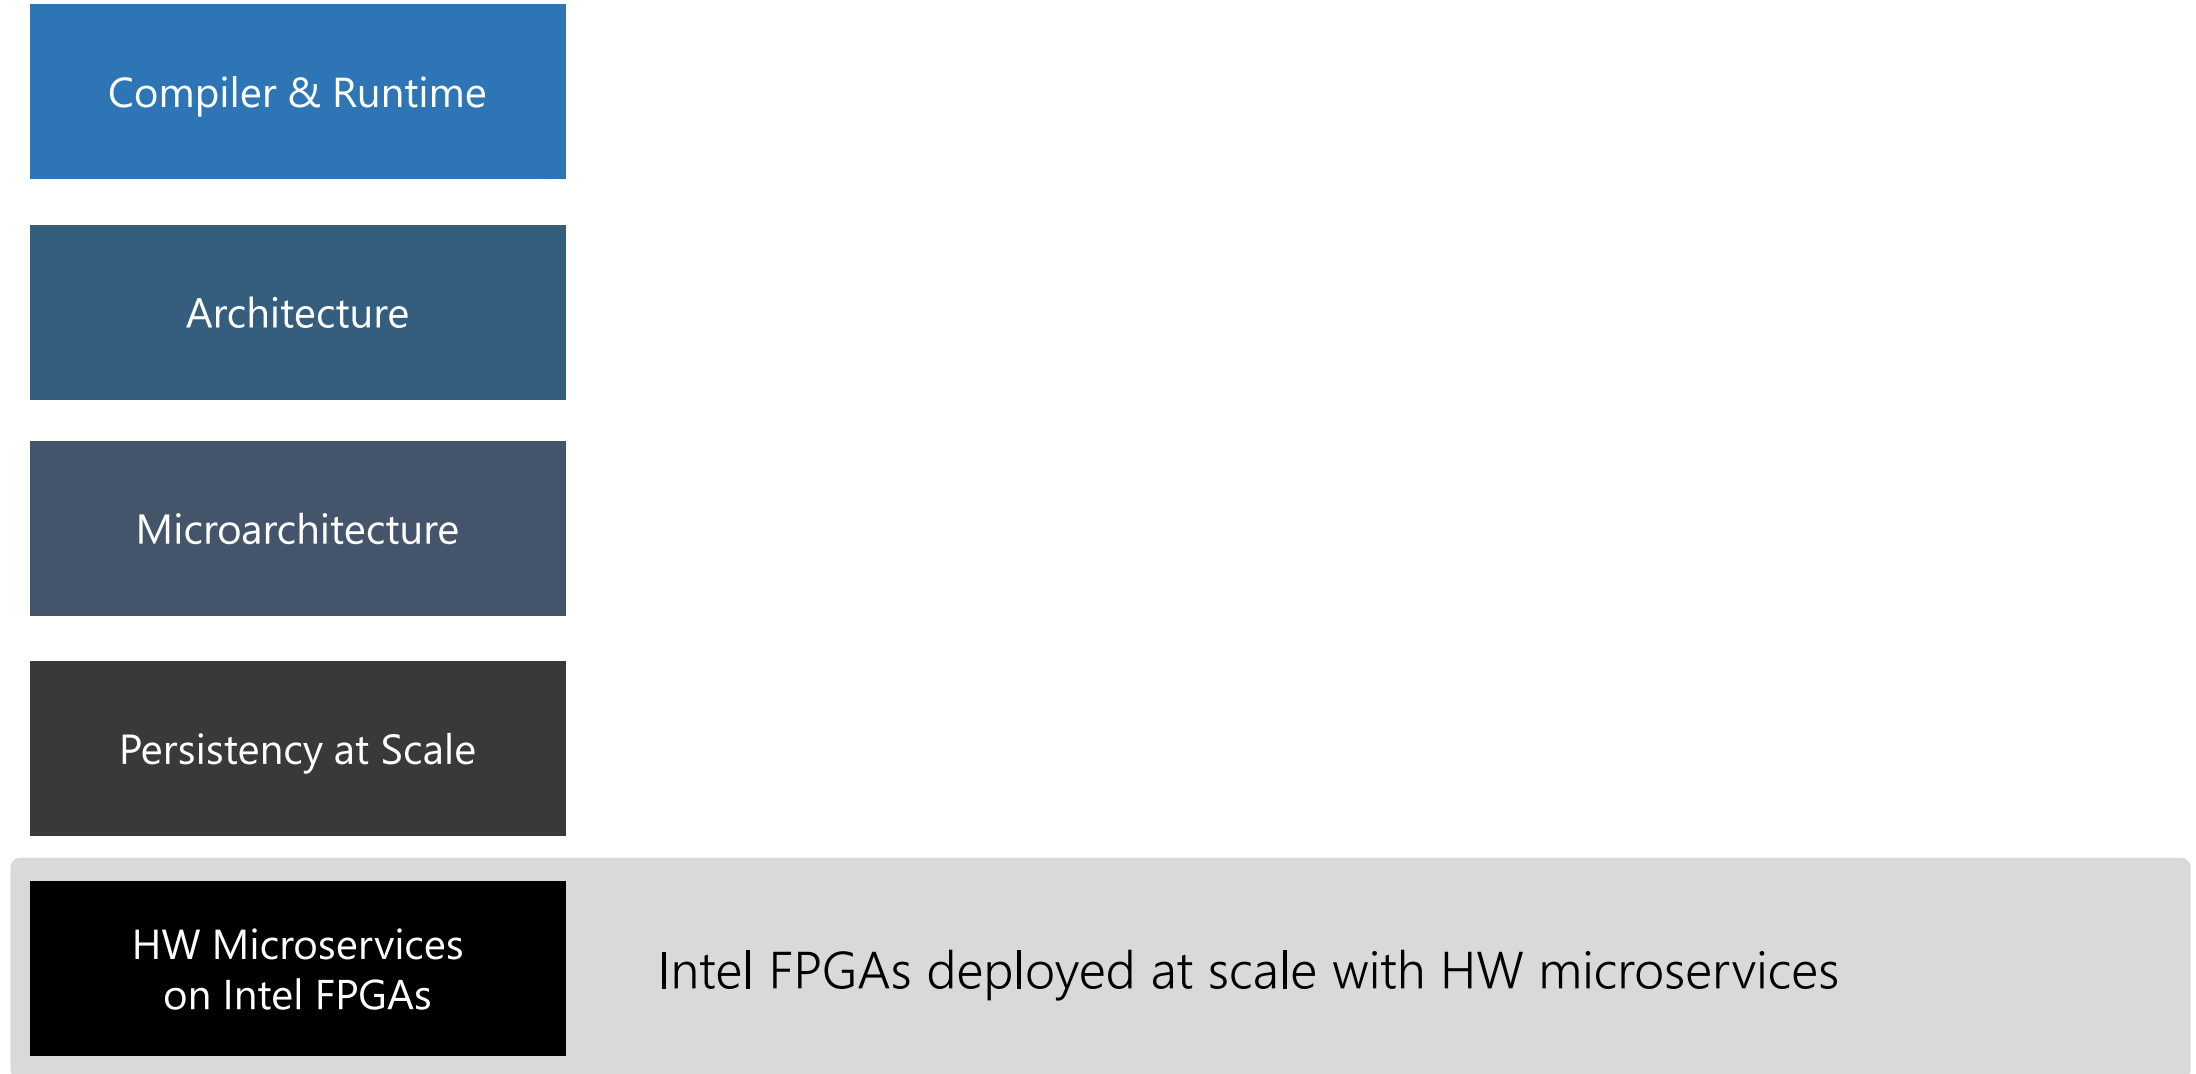 Compiler & Runtime
Architecture
Microarchitecture
Persistency at Scale
HW Microservices
on Intel FPGAs
Intel FPGAs deployed at scale with HW microservices